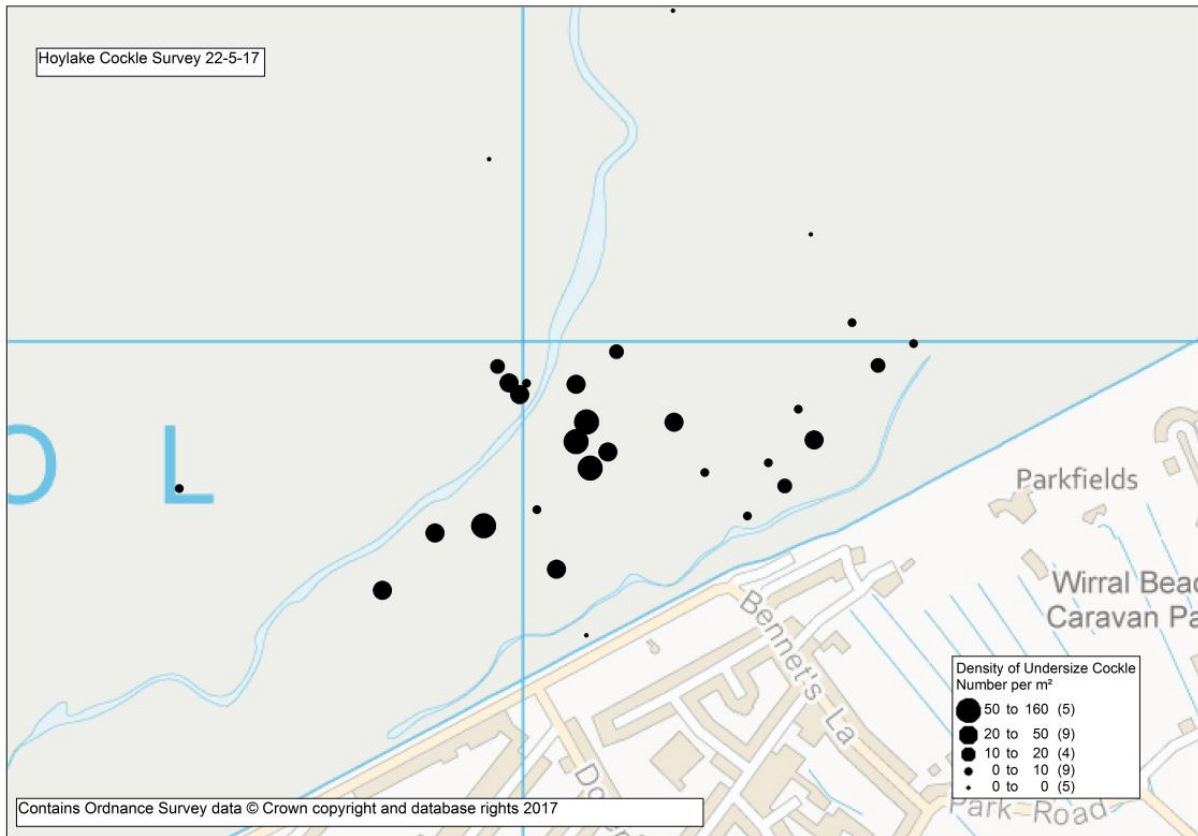 Hoylake Cockle Survey 22-5-17
O L
Parkfields
Wirral Beac
Caravan Pa
Bennet's La
Density of Undersize Cockle
Number per m²
50 to 160 (5)
20 to 50 (9)
10 to 20 (4)
0 to 10 (9)
0 to 0 (5)
Park Road
Contains Ordnance Survey data © Crown copyright and database rights 2017